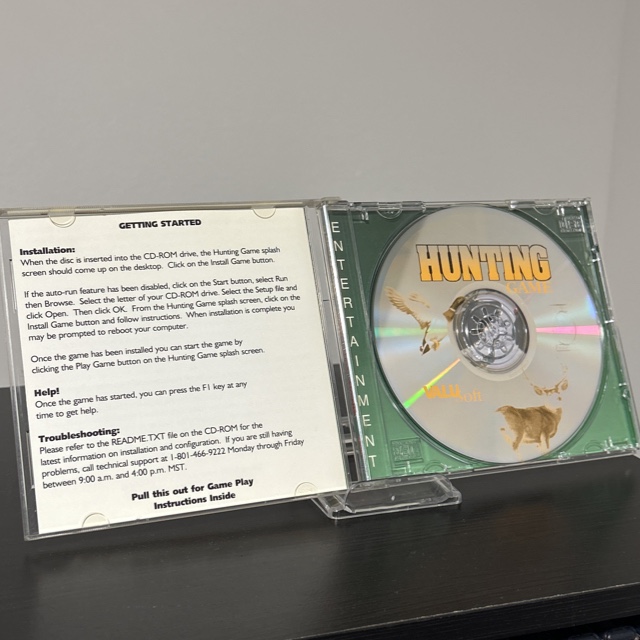 GETTING STARTED
Installation:
When the disc is inserted into the CD-ROM drive, the Hunting Game splash
screen should come up on the desktop. Click on the Install Game button.
If the auto-run feature has been disabled, click on the Start button, select Run
then Browse. Select the letter of your CD-ROM drive. Select the Setup file and
click Open. Then click OK. From the Hunting Game splash screen, click on the
Install Game button and follow instructions. When installation is complete you
may be prompted to reboot your computer.
Once the game has been installed you can start the game by
clicking the Play Game button on the Hunting Game splash screen.
Help!
Once the game has started, you can press the F1 key at any
time to get help.
Troubleshooting:
Please refer to the README.TXT file on the CD-ROM for the
latest information on installation and configuration. If you are still having
problems, call technical support at 1-801-466-9222 Monday through Friday
between 9:00 a.m. and 4:00 p.m. MST.
Pull this out for Game Play
Instructions Inside
ENTERTAINMENT
HUNTING
GAME